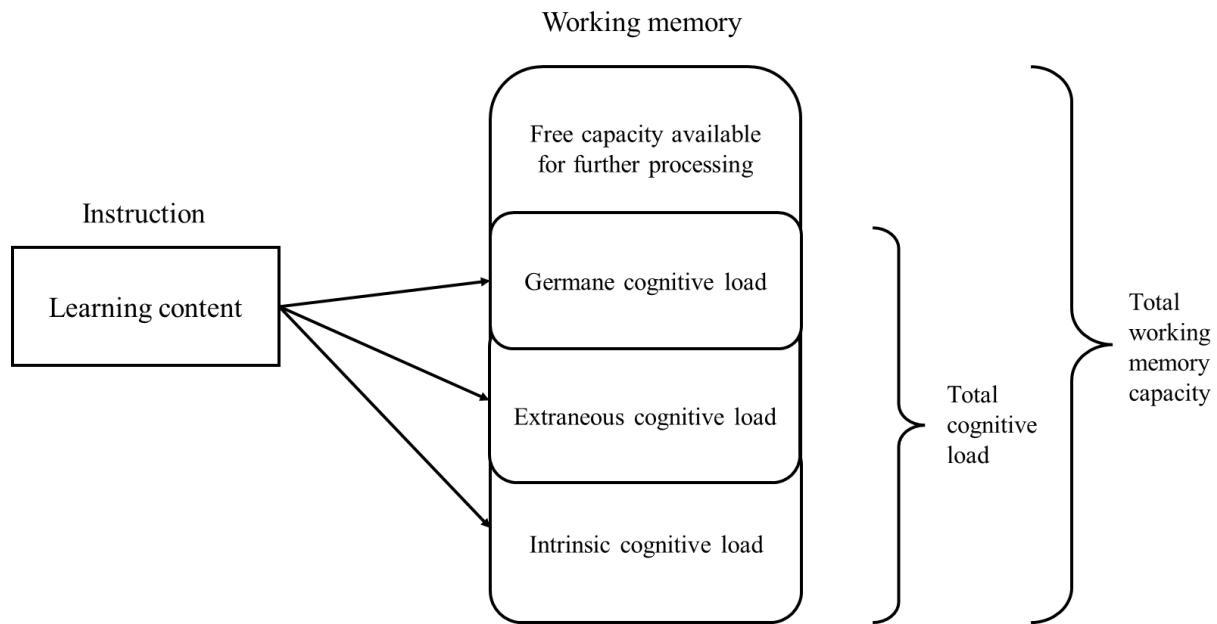 Working memory
Free capacity available
for further processing
Instruction
Learning content
Germane cognitive load
Extraneous cognitive load
Intrinsic cognitive load
Total
cognitive
load
Total
working
memory
capacity